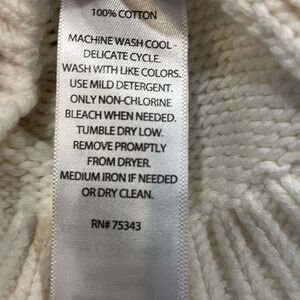 100% COTTON
MACHINE WASH COOL -
DELICATE CYCLE.
WASH WITH LIKE COLORS.
USE MILD DETERGENT.
ONLY NON-CHLORINE
BLEACH WHEN NEEDED.
TUMBLE DRY LOW.
REMOVE PROMPTLY
FROM DRYER.
MEDIUM IRON IF NEEDED
OR DRY CLEAN.
RN# 75343